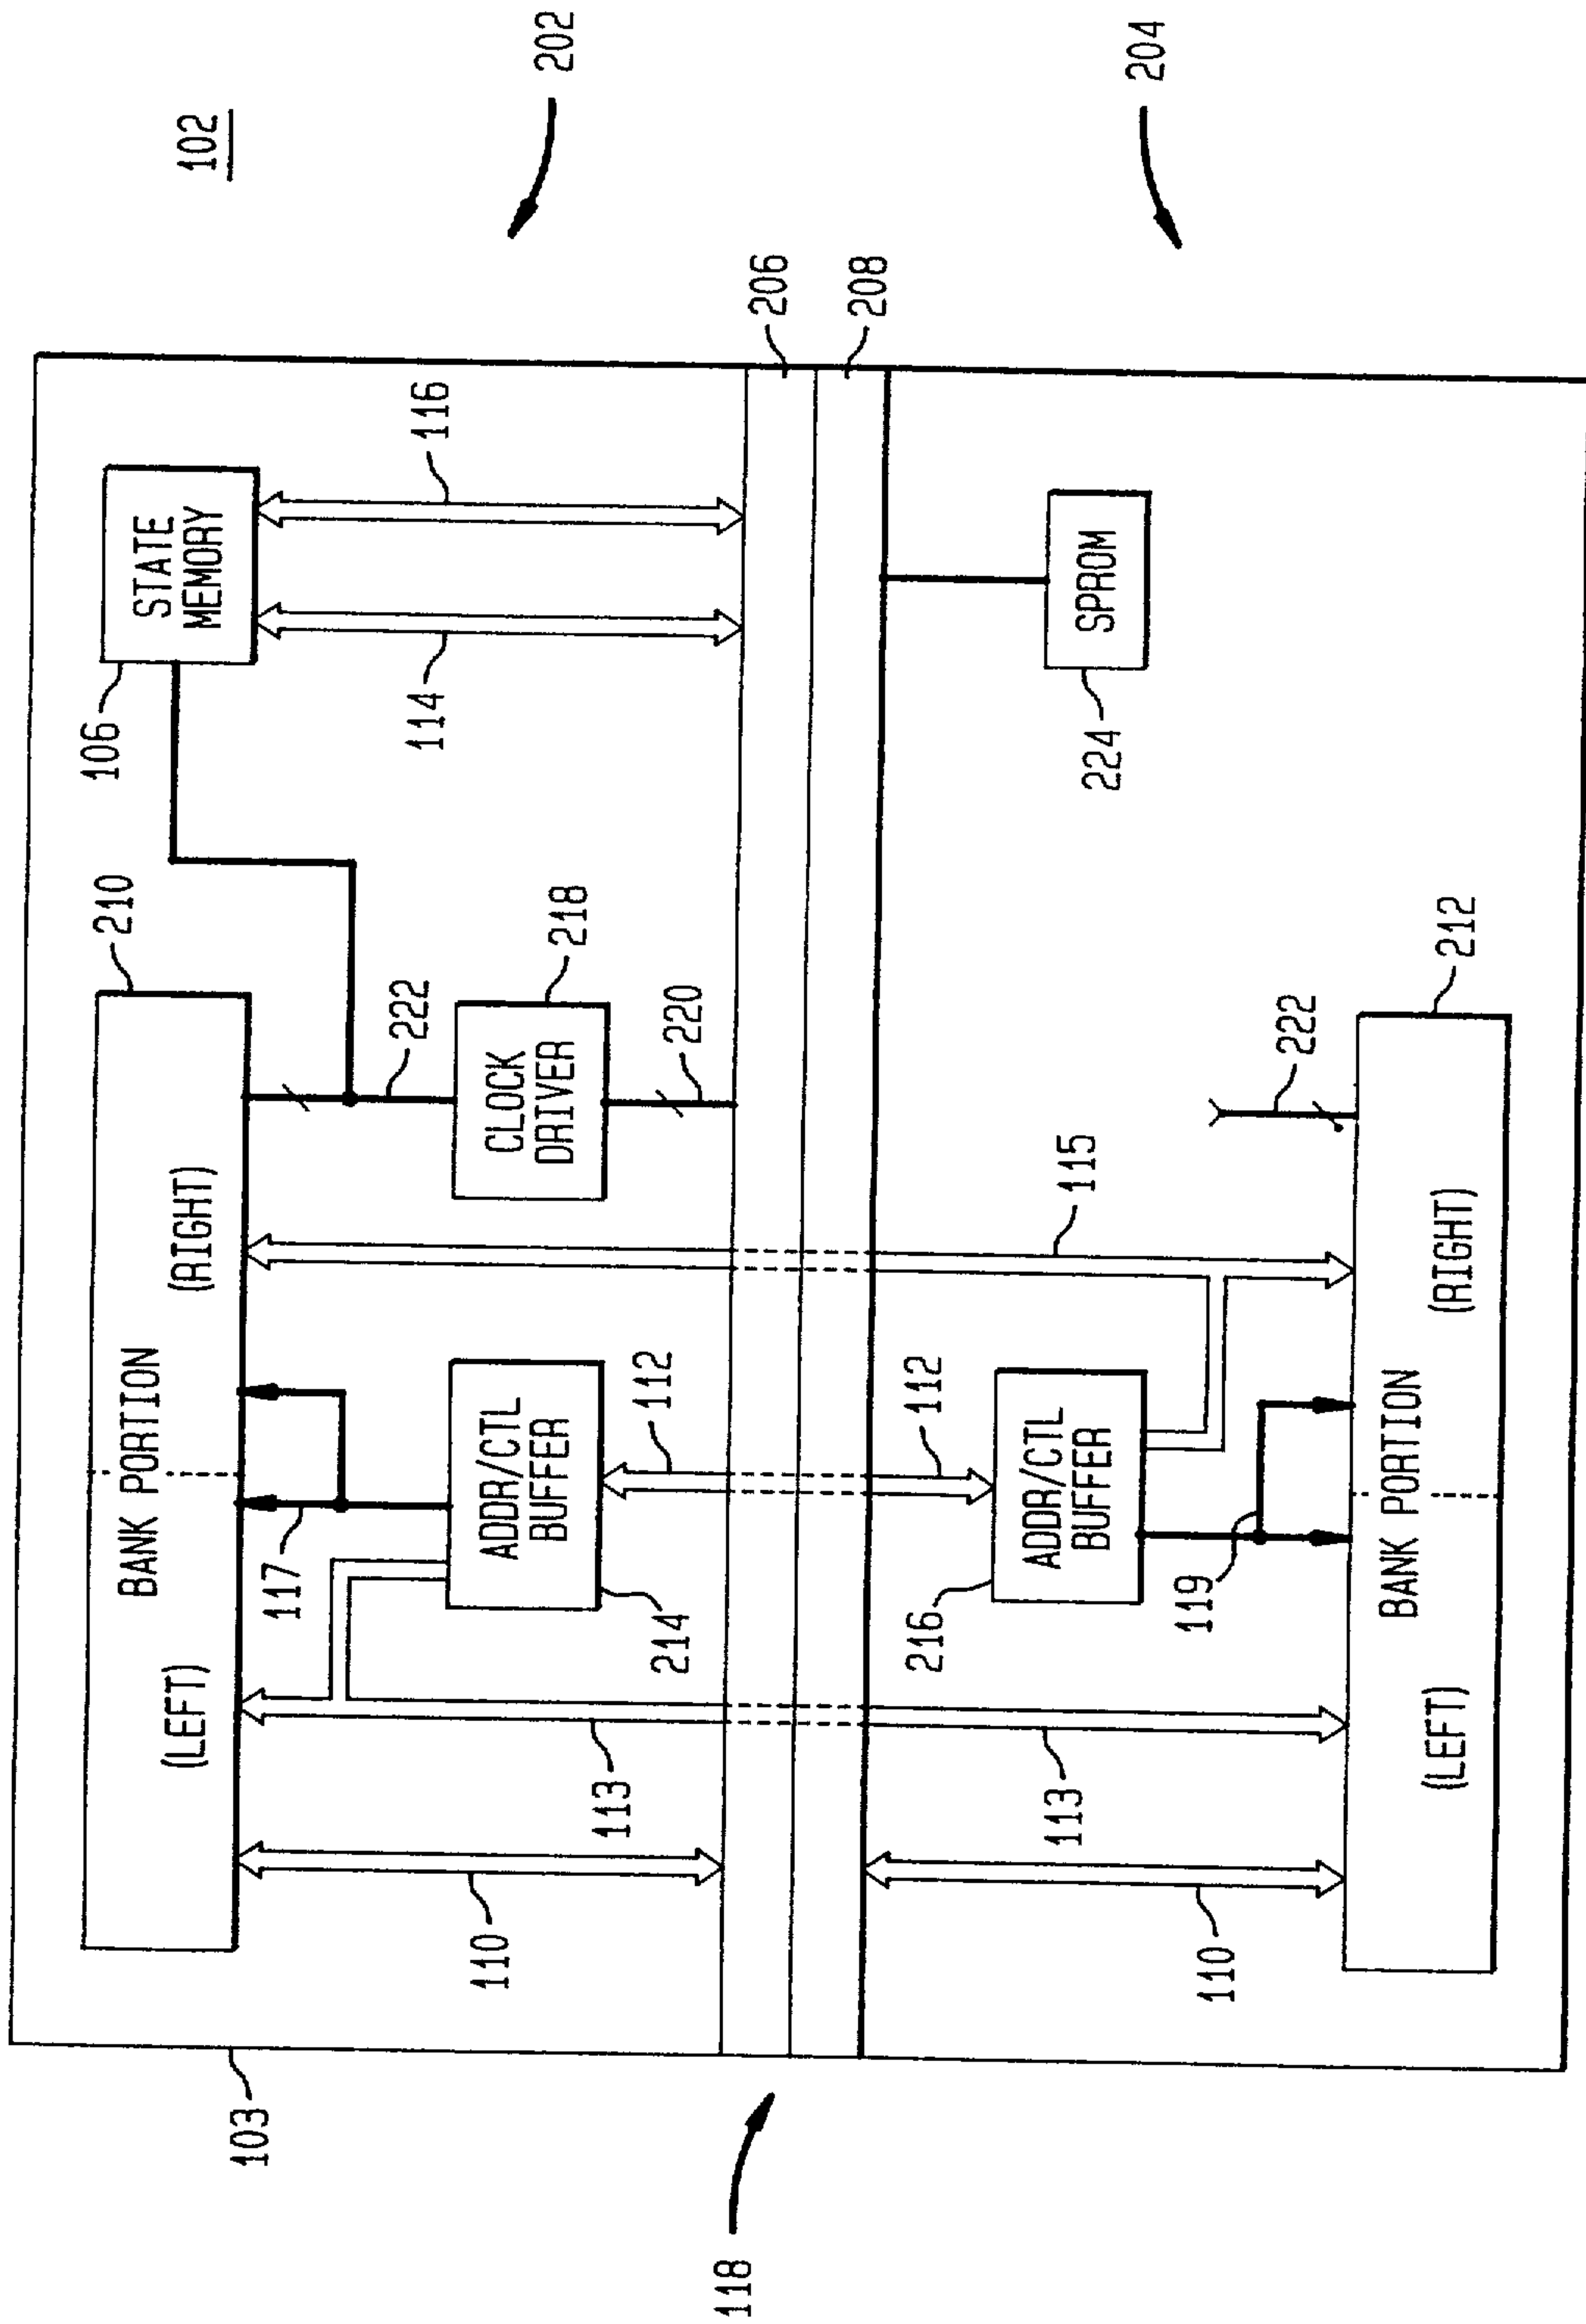 102
202
204
103
118
206
208
210
BANK PORTION
(LEFT)
(RIGHT)
106
STATE
MEMORY
117
222
ADDR/CTL
BUFFER
214
CLOCK
DRIVER
218
110
113
112
220
114
116
110
113
216
ADDR/CTL
BUFFER
112
115
119
222
SPROM
224
212
BANK PORTION
(LEFT)
(RIGHT)